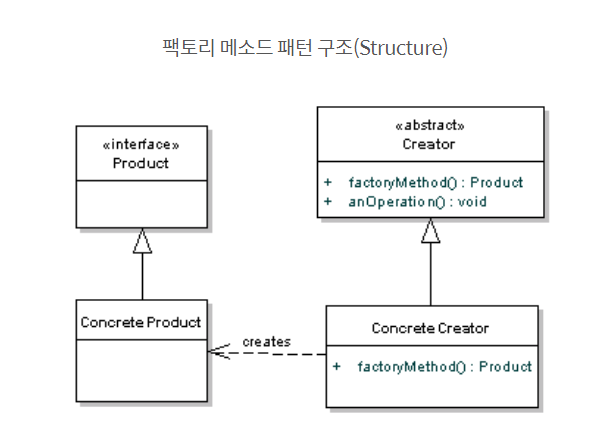 팩토리 메소드 패턴 구조(Structure)
«interface»
Product
«abstract»
Creator
+ factoryMethod() : Product
+ anOperation() : void
Concrete Product
creates
Concrete Creator
+ factoryMethod() : Product